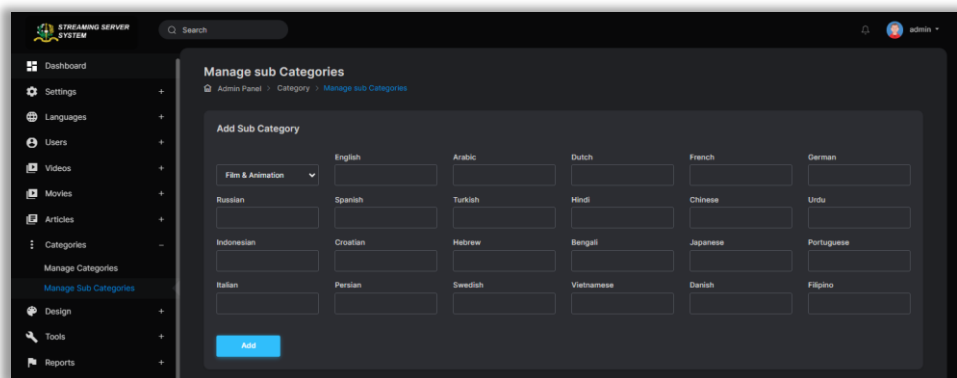 STREAMING SERVER
SYSTEM
Search
admin
Dashboard
Settings +
Languages +
Users +
Videos +
Movies +
Articles +
Categories –
Manage Categories
Manage Sub Categories
Design +
Tools +
Reports +
Manage sub Categories
Admin Panel > Category > Manage sub Categories
Add Sub Category
Film & Animation
English
Arabic
Dutch
French
German
Russian
Spanish
Turkish
Hindi
Chinese
Urdu
Indonesian
Croatian
Hebrew
Bengali
Japanese
Portuguese
Italian
Persian
Swedish
Vietnamese
Danish
Filipino
Add